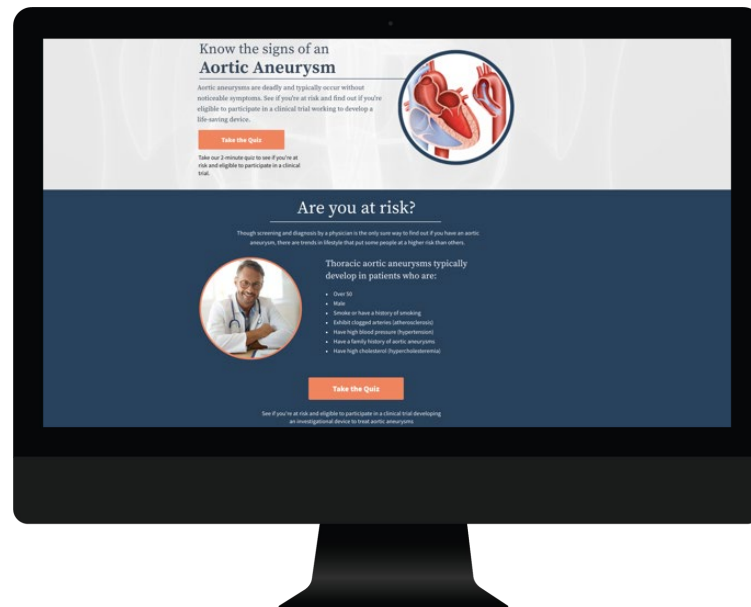 Know the signs of an
Aortic Aneurysm
Aortic aneurysms are deadly and typically occur without
noticeable symptoms. See if you're at risk and find out if you're
eligible to participate in a clinical trial working to develop a
life-saving device.
Take the Quiz
Take our 2-minute quiz to see if you're at
risk and eligible to participate in a clinical
trial.
Are you at risk?
Though screening and diagnosis by a physician is the only sure way to find out if you have an aortic
aneurysm, there are trends in lifestyle that put some people at a higher risk than others.
Thoracic aortic aneurysms typically
develop in patients who are:
• Over 50
• Male
• Smoke or have a history of smoking
• Exhibit clogged arteries (atherosclerosis)
• Have high blood pressure (hypertension)
• Have a family history of aortic aneurysms
• Have high cholesterol (hypercholesteremia)
Take the Quiz
See if you're at risk and eligible to participate in a clinical trial developing
an investigational device to treat aortic aneurysms